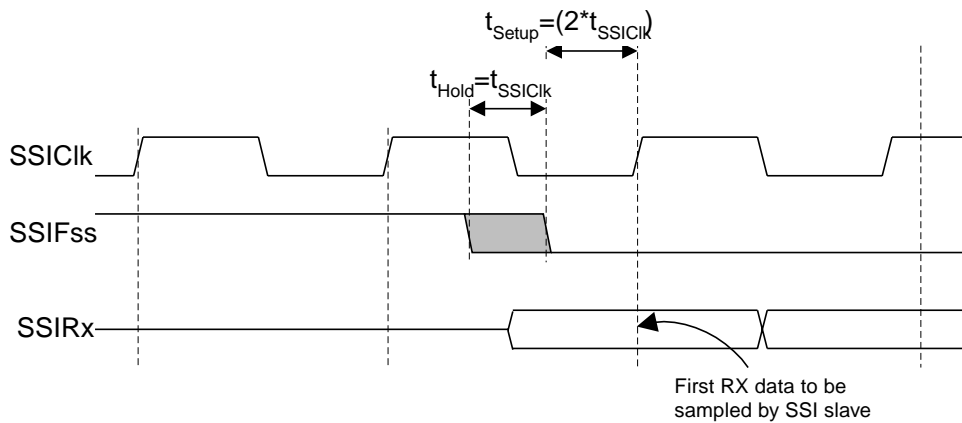 tSetup=(2*tSSIClk)
tHold=tSSIClk
SSIClk
SSIFss
SSIRx
First RX data to be
sampled by SSI slave